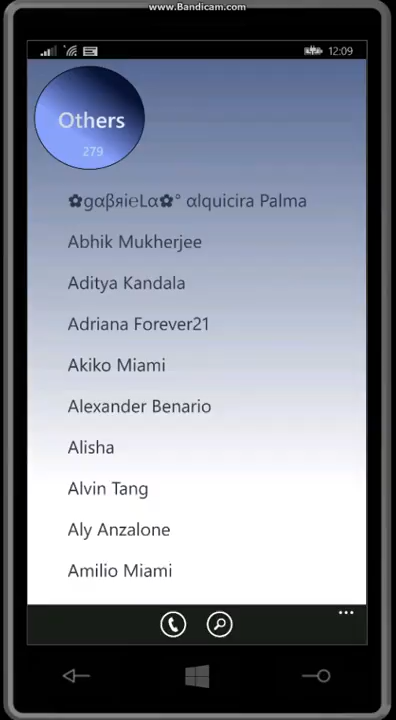 www.Bandicam.com
12:09
Others
279
✿gαβяieLα✿° αlquicira Palma
Abhik Mukherjee
Aditya Kandala
Adriana Forever21
Akiko Miami
Alexander Benario
Alisha
Alvin Tang
Aly Anzalone
Amilio Miami